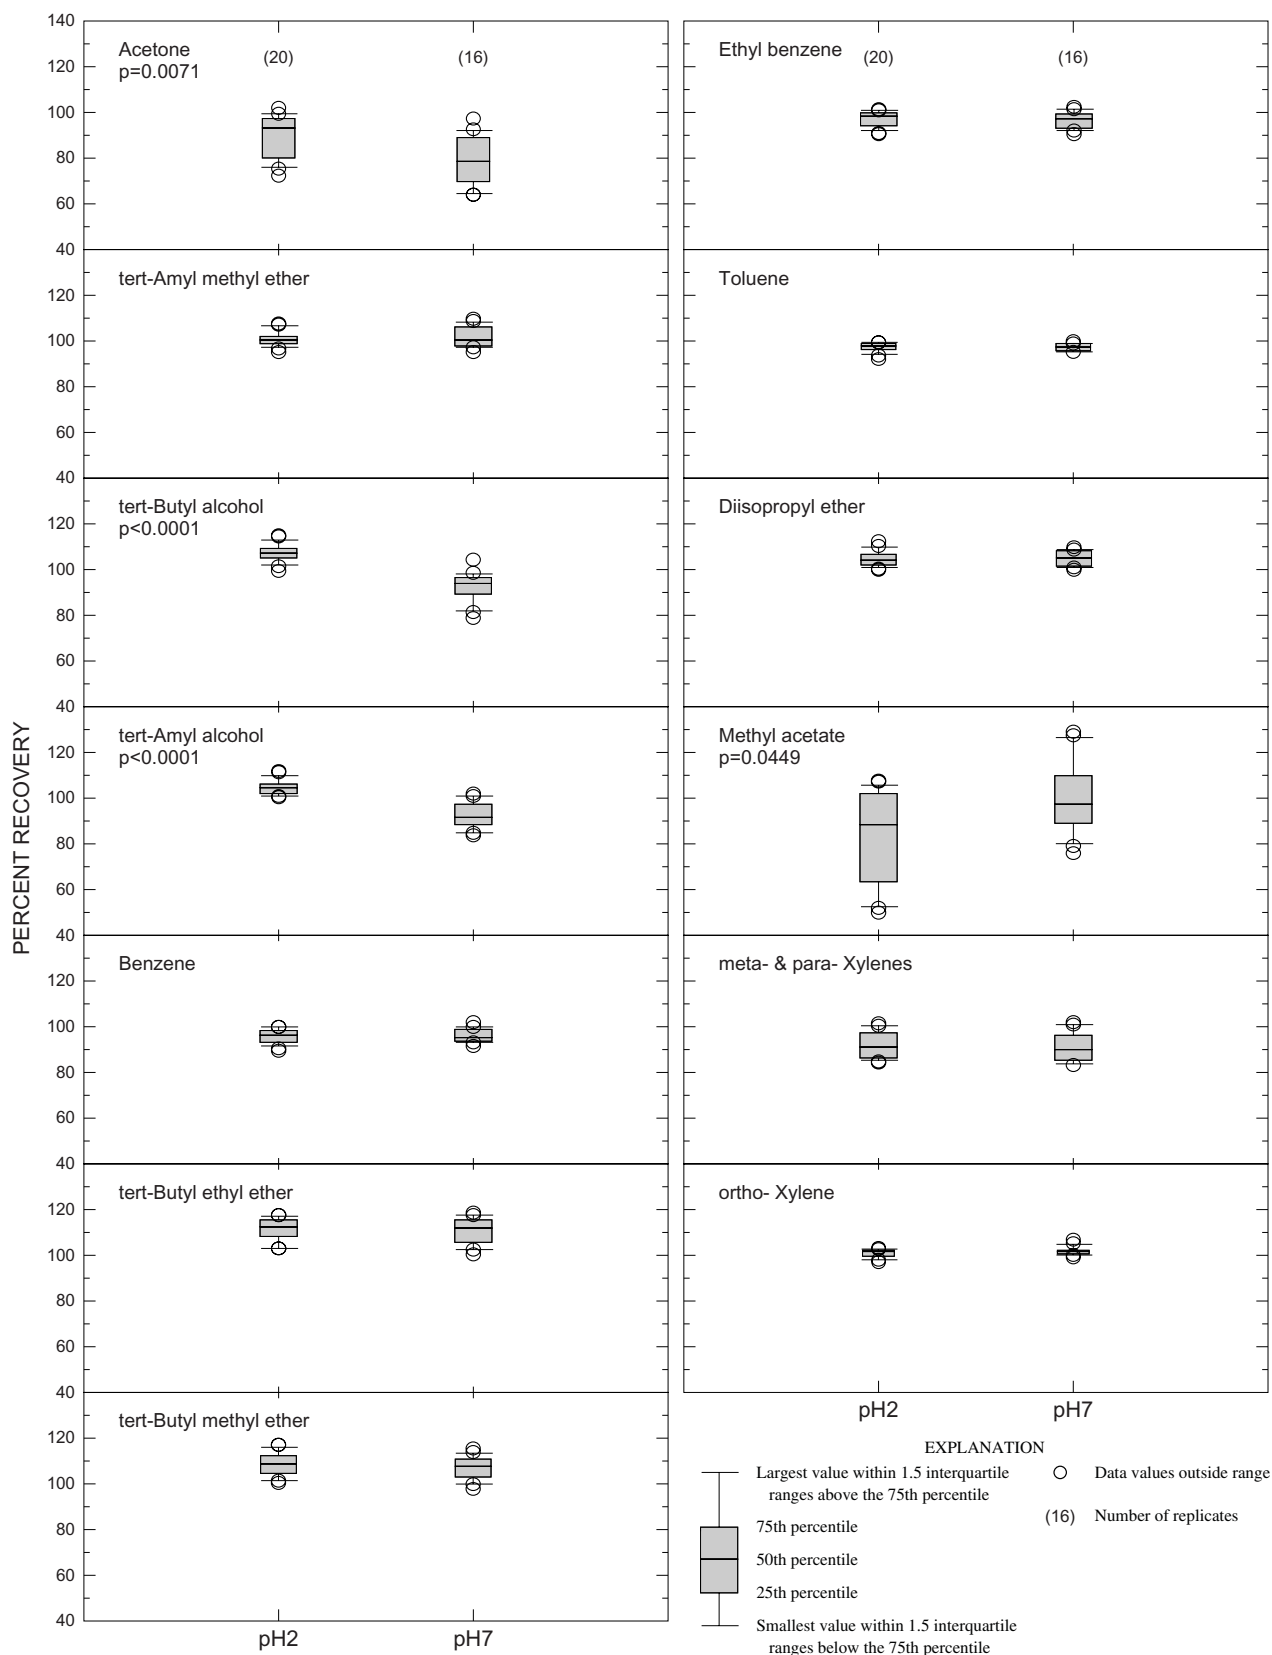 PERCENT RECOVERY
140
120
100
80
60
40
Acetone
p=0.0071
(20)
(16)
120
100
80
60
40
tert-Amyl methyl ether
120
100
80
60
40
tert-Butyl alcohol
p<0.0001
120
100
80
60
40
tert-Amyl alcohol
p<0.0001
120
100
80
60
40
Benzene
120
100
80
60
40
tert-Butyl ethyl ether
120
100
80
60
40
tert-Butyl methyl ether
pH2
pH7
Ethyl benzene
(20)
(16)
Toluene
Diisopropyl ether
Methyl acetate
p=0.0449
meta- & para- Xylenes
ortho- Xylene
pH2
pH7
EXPLANATION
Largest value within 1.5 interquartile
ranges above the 75th percentile
75th percentile
50th percentile
25th percentile
Smallest value within 1.5 interquartile
ranges below the 75th percentile
Data values outside range
(16) Number of replicates
120
100
80
60
40